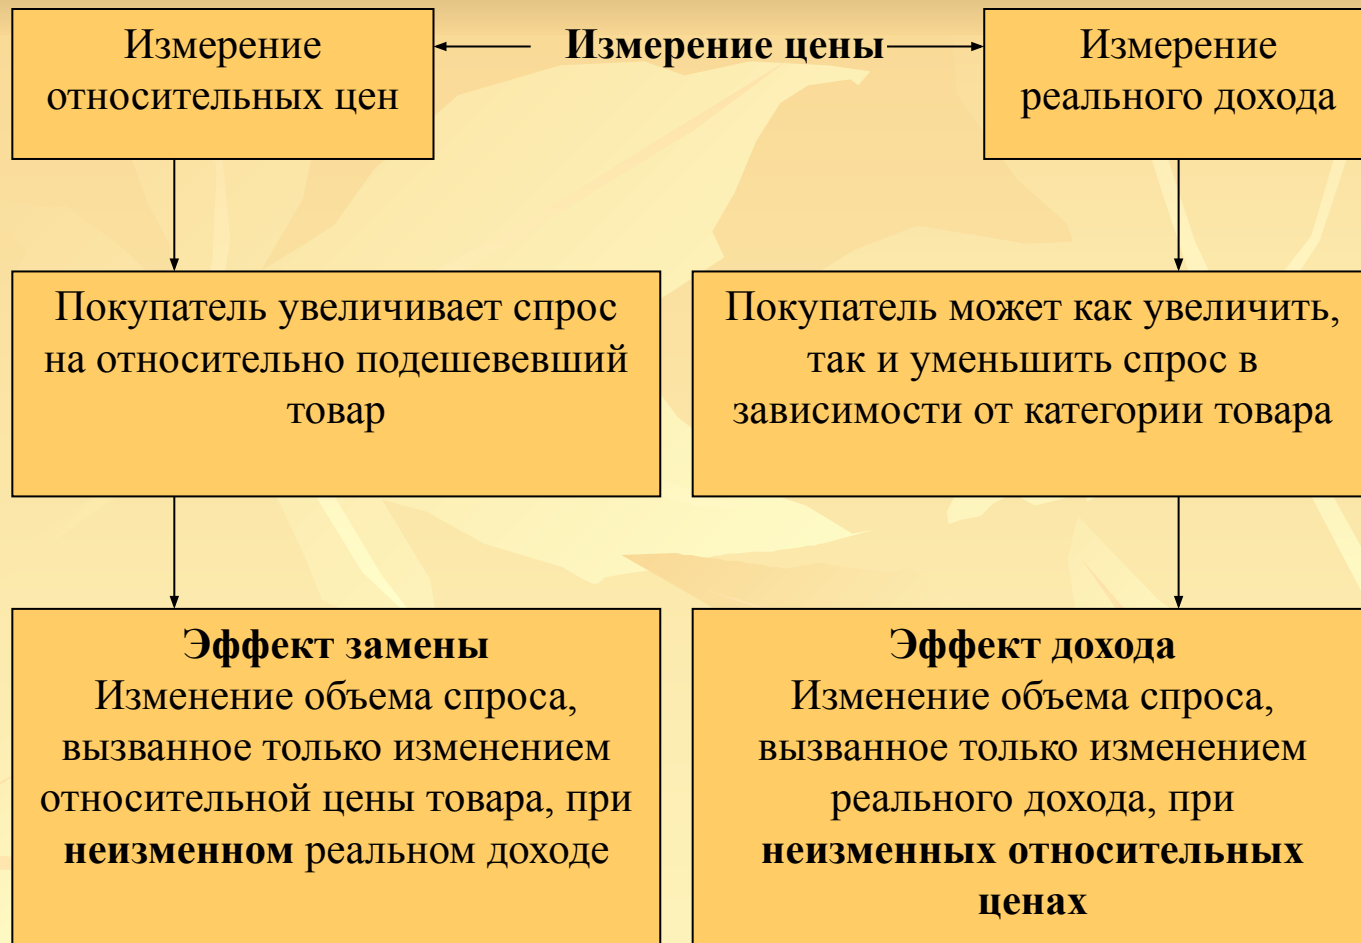 Измерение
относительных цен
Измерение цены
Измерение
реального дохода
Покупатель увеличивает спрос
на относительно подешевевший
товар
Покупатель может как увеличить,
так и уменьшить спрос в
зависимости от категории товара
Эффект замены
Изменение объема спроса,
вызванное только изменением
относительной цены товара, при
неизменном реальном доходе
Эффект дохода
Изменение объема спроса,
вызванное только изменением
реального дохода, при
неизменных относительных
ценах